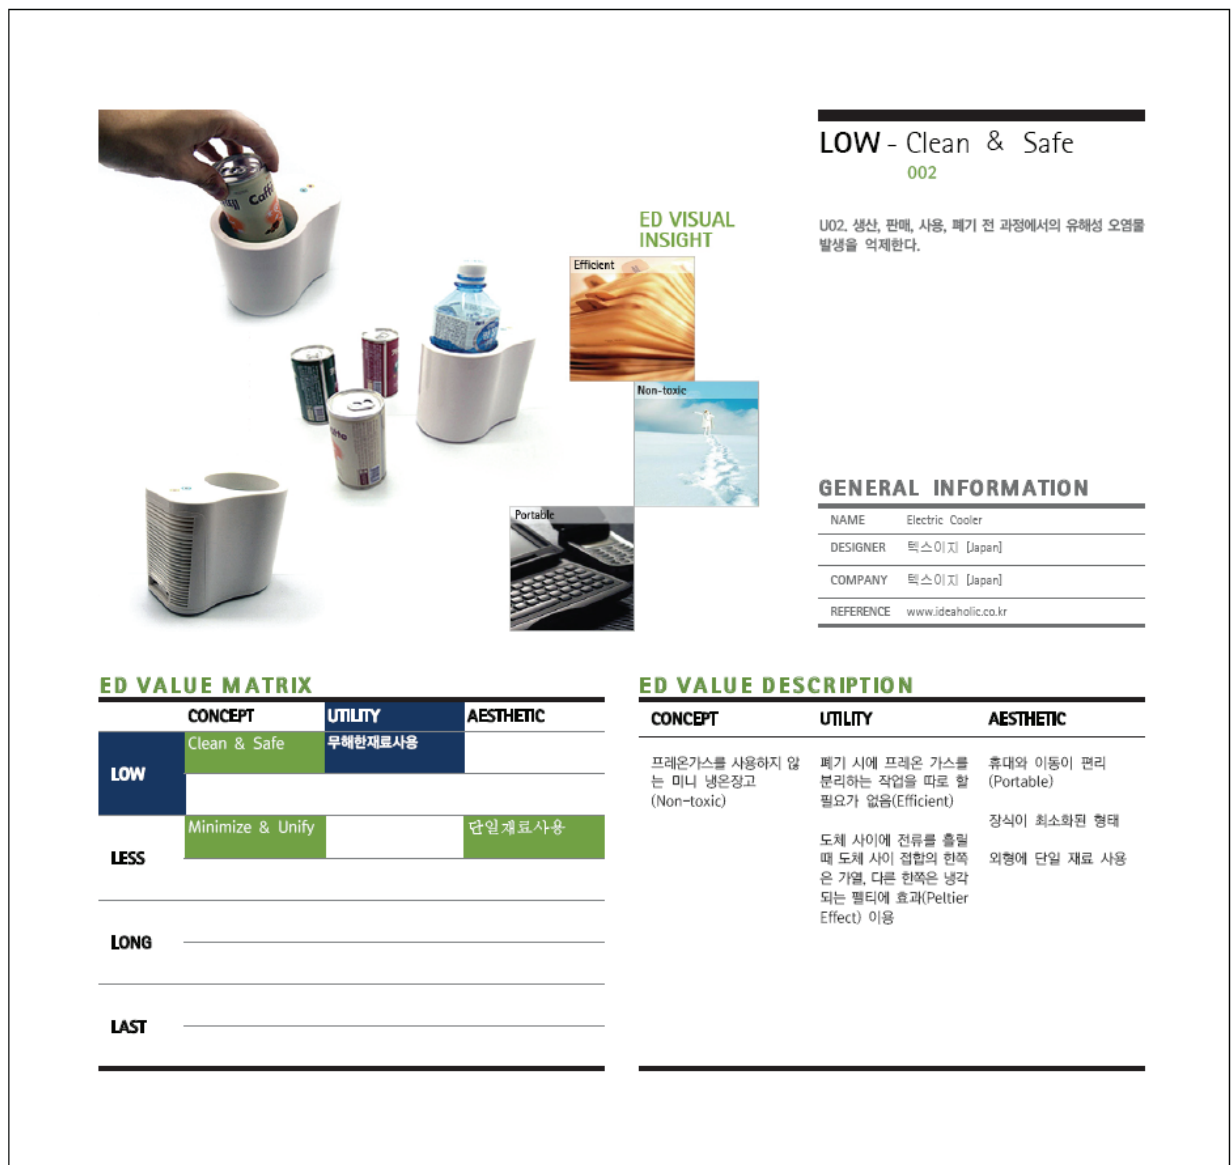 LOW - Clean & Safe
002
U02. 생산, 판매, 사용, 폐기 전 과정에서의 유해성 오염물
발생을 억제한다.
ED VISUAL
INSIGHT
Efficient
Non-toxic
Portable
GENERAL INFORMATION
NAME Electric Cooler
DESIGNER 텍스이지 [Japan]
COMPANY 텍스이지 [Japan]
REFERENCE www.ideaholic.co.kr
ED VALUE MATRIX
CONCEPT UTILITY AESTHETIC
LOW Clean & Safe 무해한재료사용
LESS Minimize & Unify 단일재료사용
LONG
LAST
ED VALUE DESCRIPTION
CONCEPT UTILITY AESTHETIC
프레온가스를 사용하지 않
는 미니 냉온장고
(Non-toxic)
폐기 시에 프레온 가스를
분리하는 작업을 따로 할
필요가 없음(Efficient)
도체 사이에 전류를 흘릴
때 도체 사이 접합의 한쪽
은 가열, 다른 한쪽은 냉각
되는 펠티에 효과(Peltier
Effect) 이용
휴대와 이동이 편리
(Portable)
장식이 최소화된 형태
외형에 단일 재료 사용